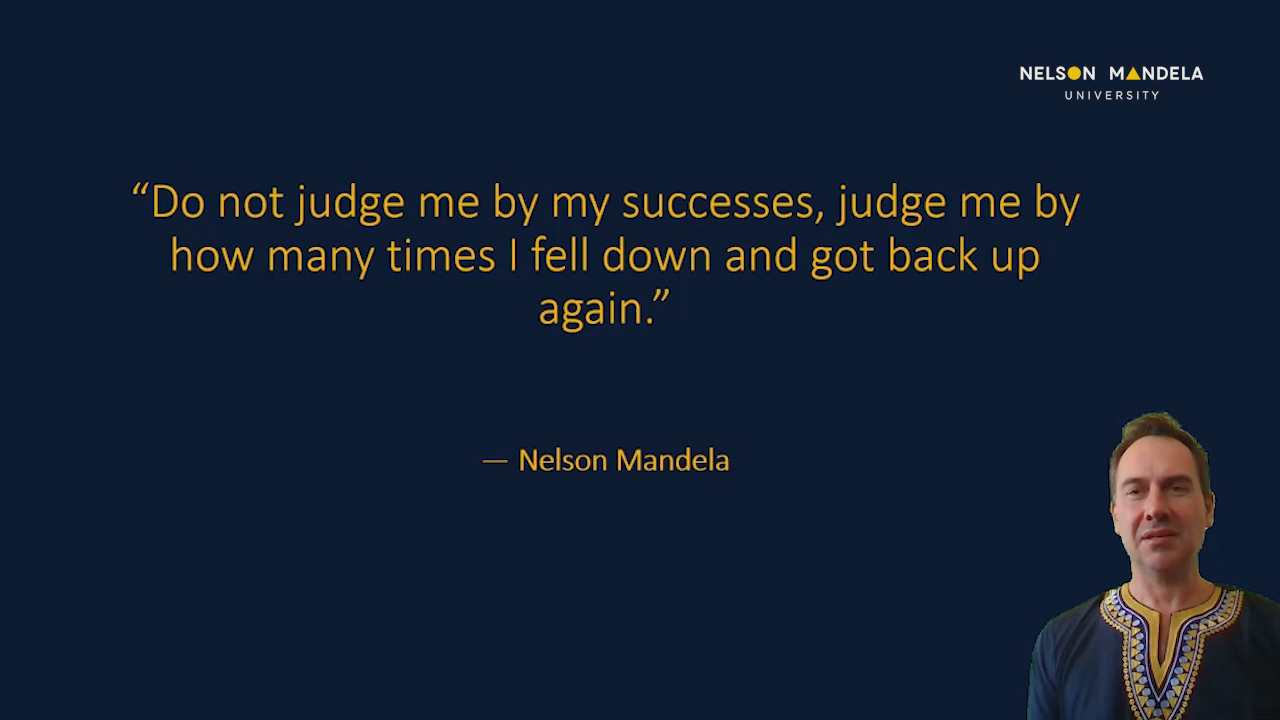 NELSON MANDELA
UNIVERSITY
“Do not judge me by my successes, judge me by
how many times I fell down and got back up
again.”
— Nelson Mandela